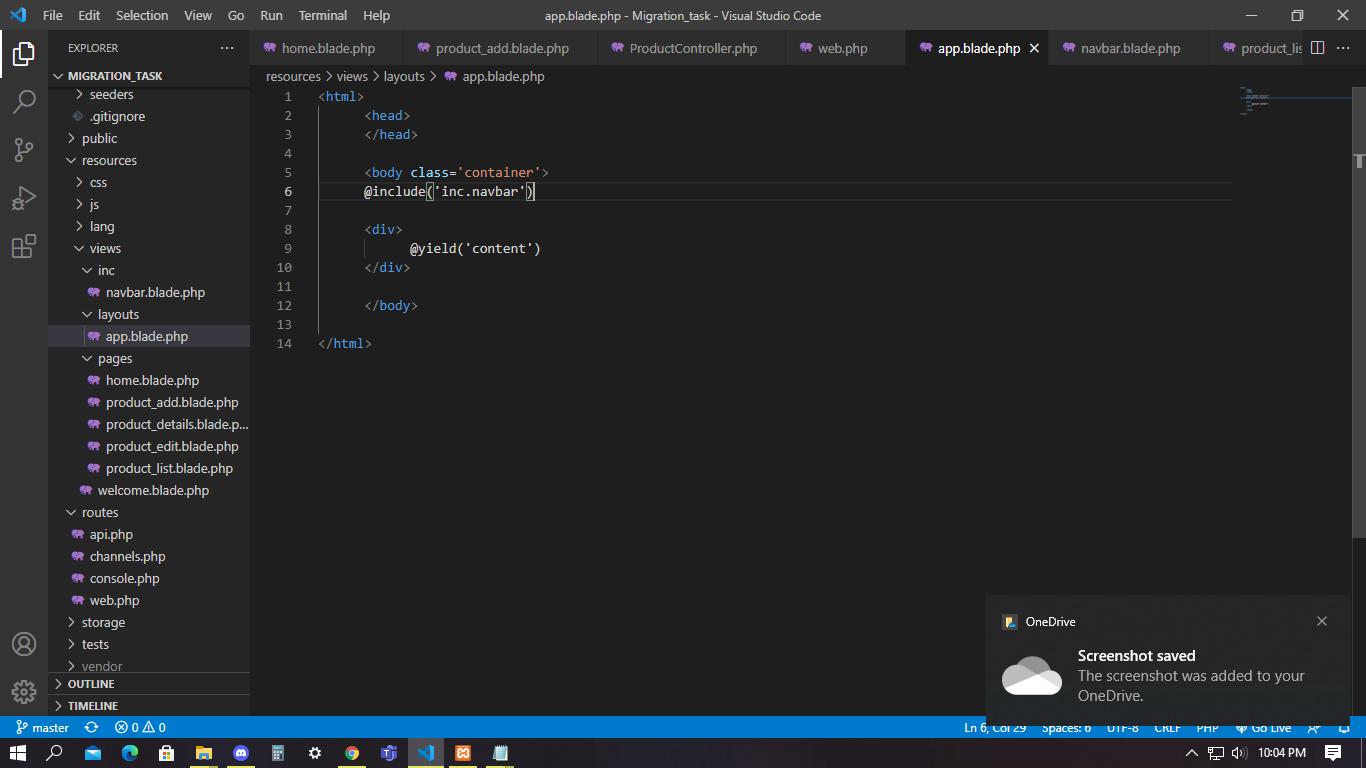 File Edit Selection View Go Run Terminal Help app.blade.php - Migration_task - Visual Studio Code
EXPLORER
home.blade.php product_add.blade.php ProductController.php web.php app.blade.php navbar.blade.php product_lis
MIGRATION_TASK
resources > views > layouts > app.blade.php
seeders
.gitignore
public
resources
css
js
lang
views
inc
navbar.blade.php
layouts
app.blade.php
pages
home.blade.php
product_add.blade.php
product_details.blade.p...
product_edit.blade.php
product_list.blade.php
welcome.blade.php
routes
api.php
channels.php
console.php
web.php
storage
tests
vendor
OUTLINE
TIMELINE
1 <html>
2 <head>
3 </head>
4
5 <body class='container'>
6 @include('inc.navbar')
7
8 <div>
9 @yield('content')
10 </div>
11
12 </body>
13
14 </html>
OneDrive
Screenshot saved
The screenshot was added to your
OneDrive.
master 0 0 Ln 6, Col 29 Spaces: 6 UTF-8 CRLF PHP Go Live
10:04 PM